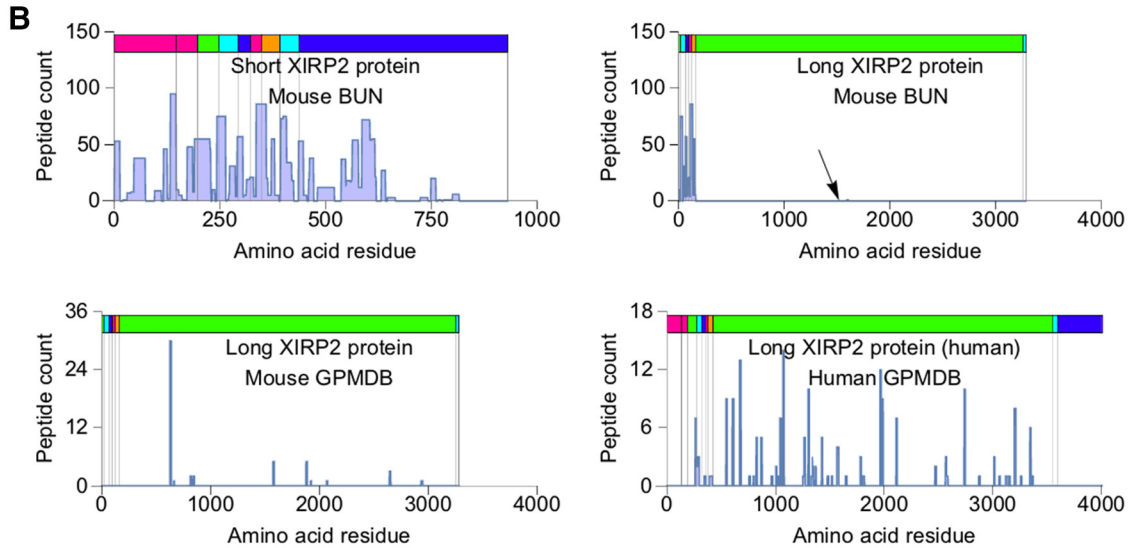 B
150
100
50
0
Peptide count
Short XIRP2 protein
Mouse BUN
0 250 500 750 1000
Amino acid residue
150
100
50
0
Peptide count
Long XIRP2 protein
Mouse BUN
0 1000 2000 3000 4000
Amino acid residue
36
24
12
0
Peptide count
Long XIRP2 protein
Mouse GPMDB
0 1000 2000 3000 4000
Amino acid residue
18
12
6
0
Peptide count
Long XIRP2 protein (human)
Human GPMDB
0 1000 2000 3000 4000
Amino acid residue